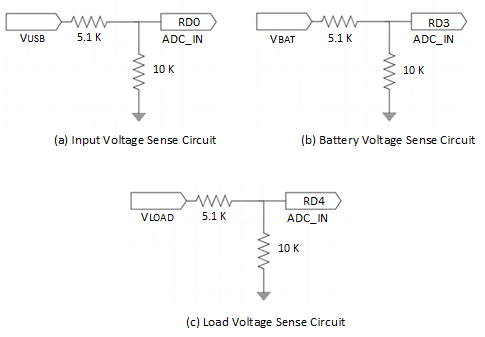 RD0
VUSB
5.1 K
ADC_IN
10 K
(a) Input Voltage Sense Circuit
RD3
VBAT
5.1 K
ADC_IN
10 K
(b) Battery Voltage Sense Circuit
RD4
VLOAD
5.1 K
ADC_IN
10 K
(c) Load Voltage Sense Circuit